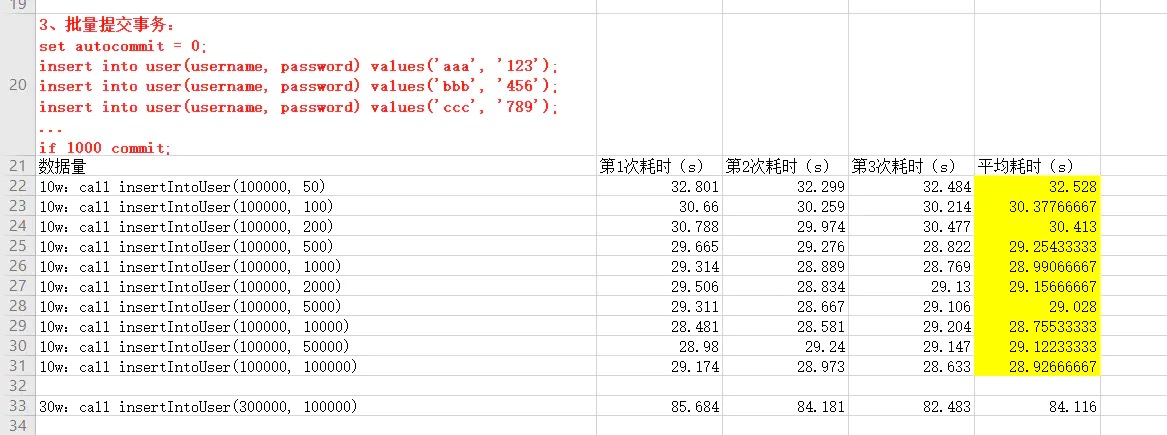 19
20
3、批量提交事务：
set autocommit = 0;
insert into user(username, password) values('aaa', '123');
insert into user(username, password) values('bbb', '456');
insert into user(username, password) values('ccc', '789');
...
if 1000 commit;
21 数据量 第1次耗时（s） 第2次耗时（s） 第3次耗时（s） 平均耗时（s）
22 10w：call insertIntoUser(100000, 50) 32.801 32.299 32.484 32.528
23 10w：call insertIntoUser(100000, 100) 30.66 30.259 30.214 30.37766667
24 10w：call insertIntoUser(100000, 200) 30.788 29.974 30.477 30.413
25 10w：call insertIntoUser(100000, 500) 29.665 29.276 28.822 29.25433333
26 10w：call insertIntoUser(100000, 1000) 29.314 28.889 28.769 28.99066667
27 10w：call insertIntoUser(100000, 2000) 29.506 28.834 29.13 29.15666667
28 10w：call insertIntoUser(100000, 5000) 29.311 28.667 29.106 29.028
29 10w：call insertIntoUser(100000, 10000) 28.481 28.581 29.204 28.75533333
30 10w：call insertIntoUser(100000, 50000) 28.98 29.24 29.147 29.12233333
31 10w：call insertIntoUser(100000, 100000) 29.174 28.973 28.633 28.92666667
32
33 30w：call insertIntoUser(300000, 100000) 85.684 84.181 82.483 84.116
34